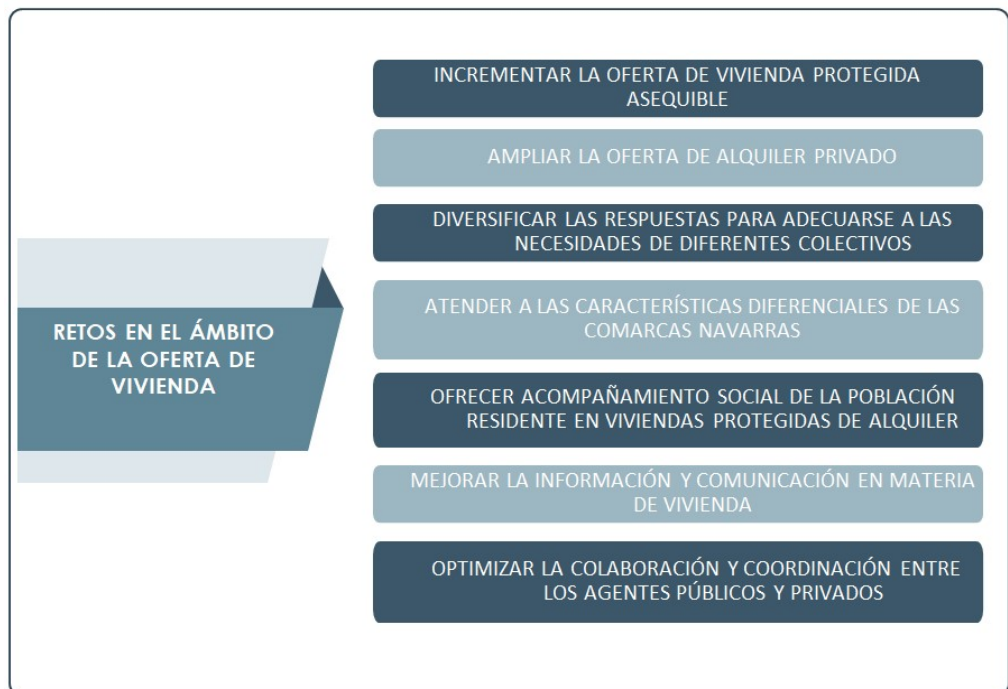 RETOS EN EL ÁMBITO
DE LA OFERTA DE
VIVIENDA
INCREMENTAR LA OFERTA DE VIVIENDA PROTEGIDA
ASEQUIBLE
AMPLIAR LA OFERTA DE ALQUILER PRIVADO
DIVERSIFICAR LAS RESPUESTAS PARA ADECUARSE A LAS
NECESIDADES DE DIFERENTES COLECTIVOS
ATENDER A LAS CARACTERÍSTICAS DIFERENCIALES DE LAS
COMARCAS NAVARRAS
OFRECER ACOMPAÑAMIENTO SOCIAL DE LA POBLACIÓN
RESIDENTE EN VIVIENDAS PROTEGIDAS DE ALQUILER
MEJORAR LA INFORMACIÓN Y COMUNICACIÓN EN MATERIA
DE VIVIENDA
OPTIMIZAR LA COLABORACIÓN Y COORDINACIÓN ENTRE
LOS AGENTES PÚBLICOS Y PRIVADOS